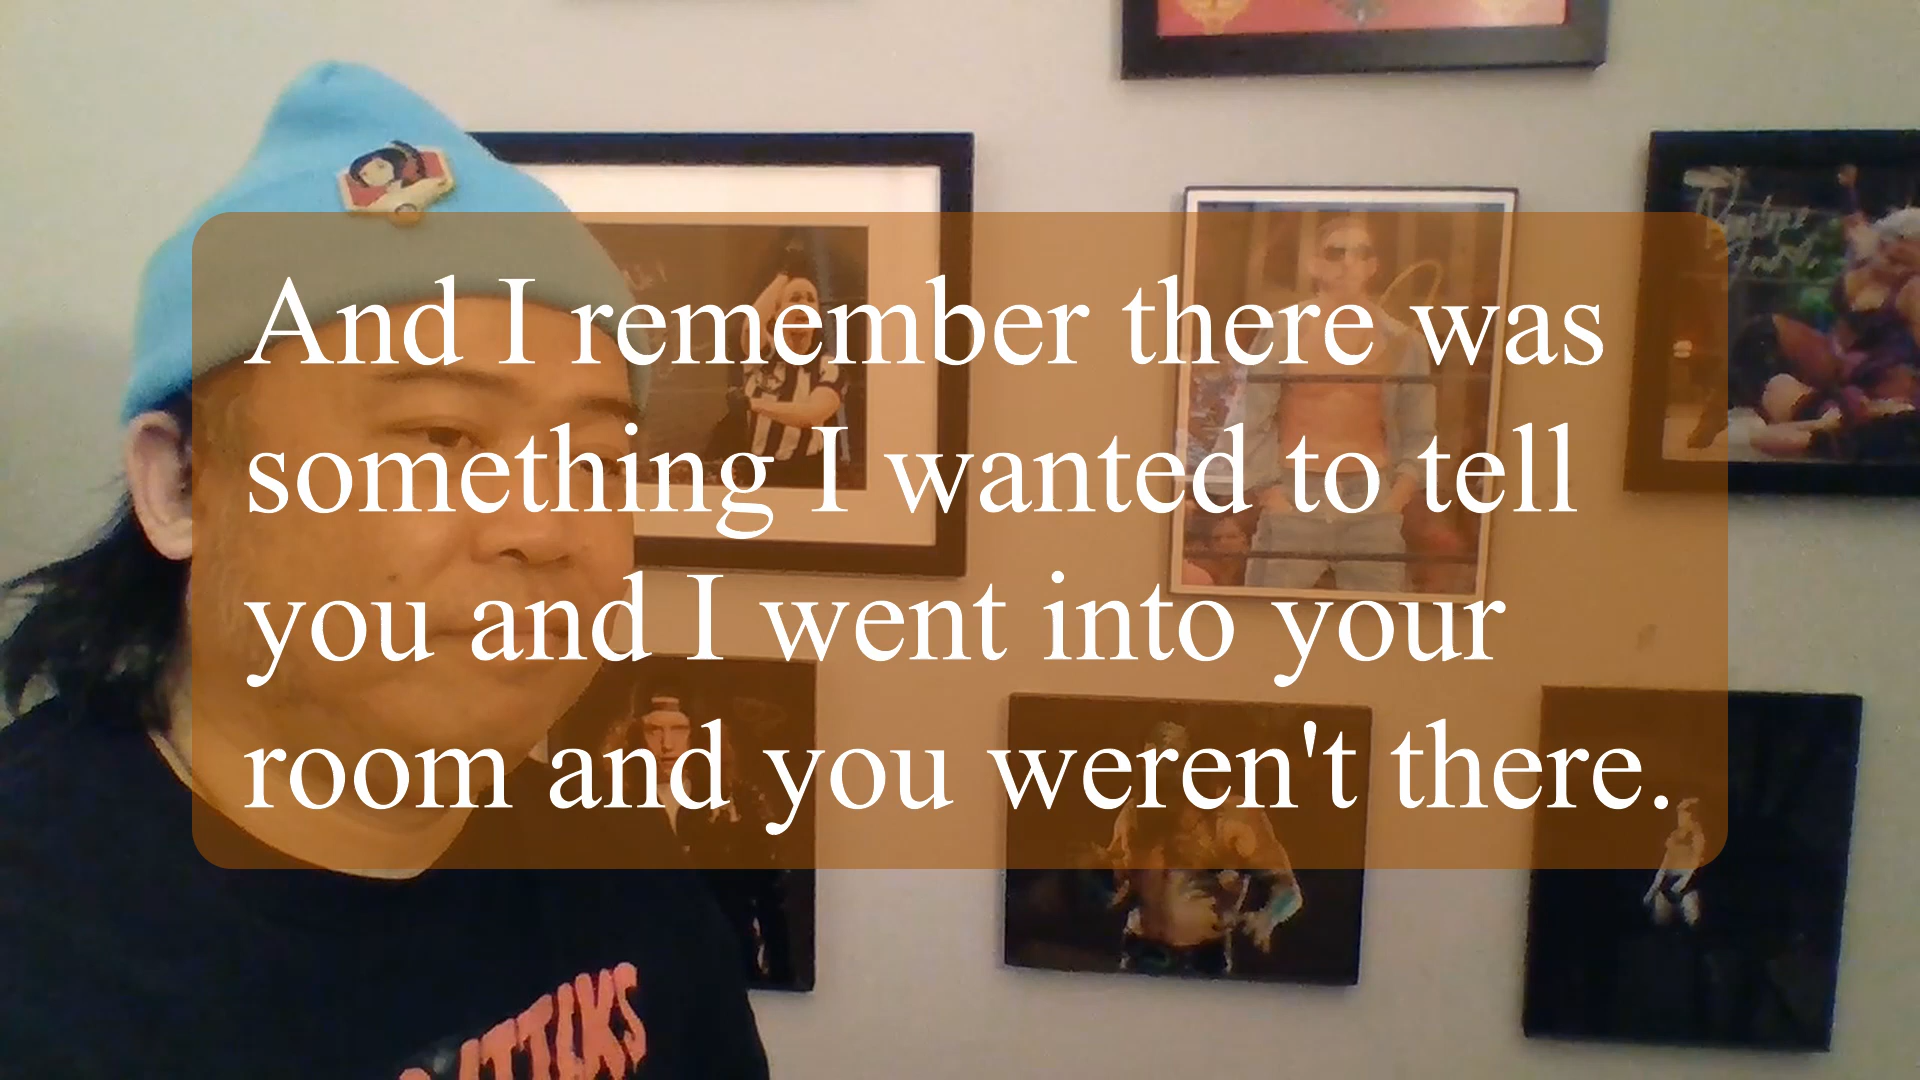 And I remember there was
something I wanted to tell
you and I went into your
room and you weren't there.